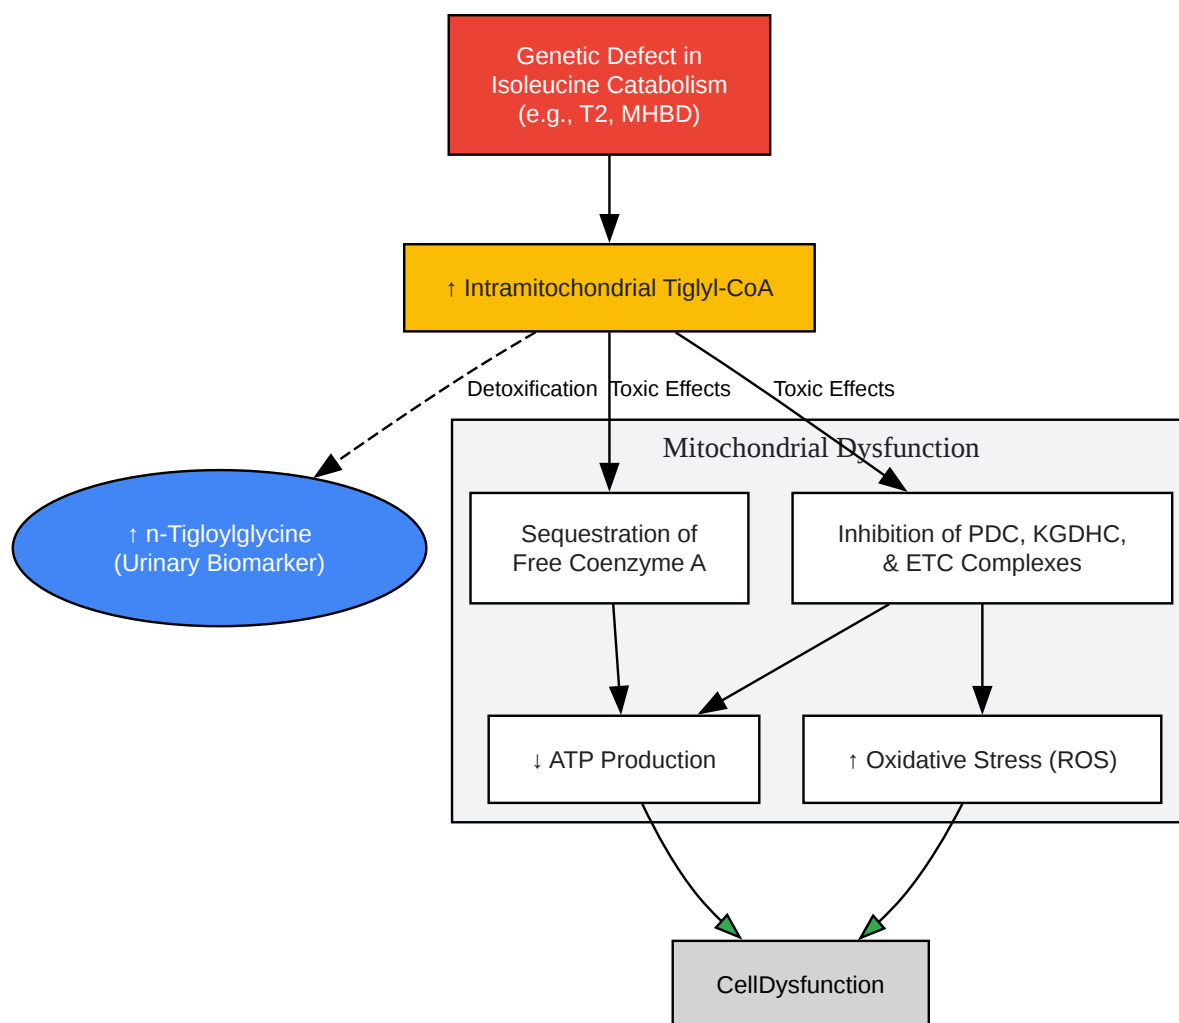 Genetic Defect in
Isoleucine Catabolism
(e.g., T2, MHBD)
↑ Intramitochondrial Tiglyl-CoA
Detoxification
Toxic Effects
Toxic Effects
Mitochondrial Dysfunction
↑ n-Tigloylglycine
(Urinary Biomarker)
Sequestration of
Free Coenzyme A
Inhibition of PDC, KGDHC,
& ETC Complexes
↓ ATP Production
↑ Oxidative Stress (ROS)
CellDysfunction